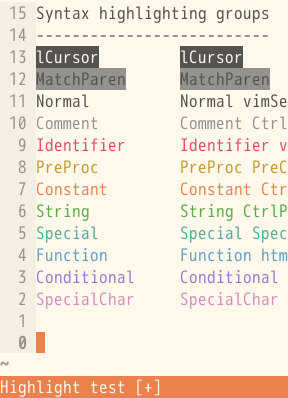 15 Syntax highlighting groups
14 --------------------------
13 lCursor lCursor
12 MatchParen MatchParen
11 Normal Normal vimSe
10 Comment Comment Ctrl
9 Identifier Identifier v
8 PreProc PreProc PreC
7 Constant Constant Ctr
6 String String CtrlP
5 Special Special Spec
4 Function Function htm
3 Conditional Conditional
2 SpecialChar SpecialChar
1
0
~
Highlight test [+]